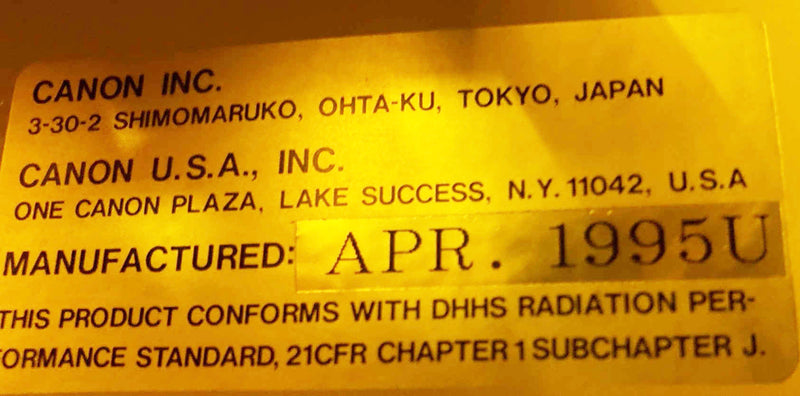 CANON INC.
3-30-2 SHIMOMARUKO, OHTA-KU, TOKYO, JAPAN
CANON U.S.A., INC.
ONE CANON PLAZA, LAKE SUCCESS, N.Y. 11042, U.S.A
MANUFACTURED: APR. 1995U
THIS PRODUCT CONFORMS WITH DHHS RADIATION PER-
ORMANCE STANDARD, 21CFR CHAPTER 1 SUBCHAPTER J.